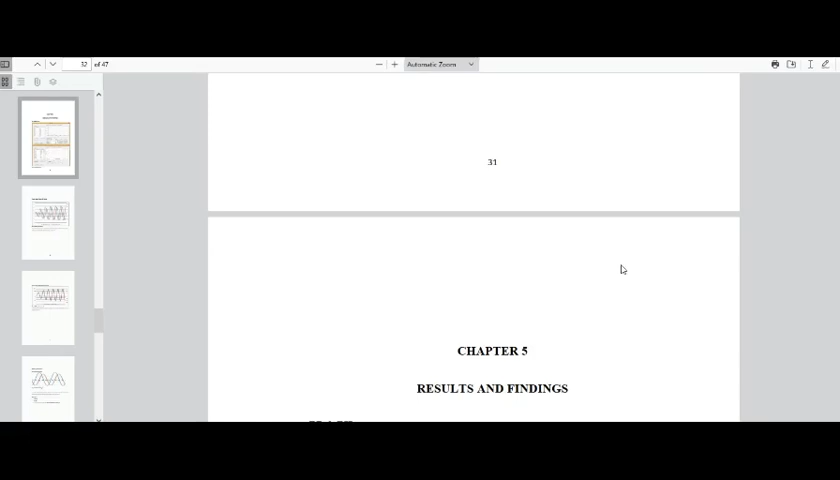 32 of 47
Automatic Zoom
31
CHAPTER 5
RESULTS AND FINDINGS